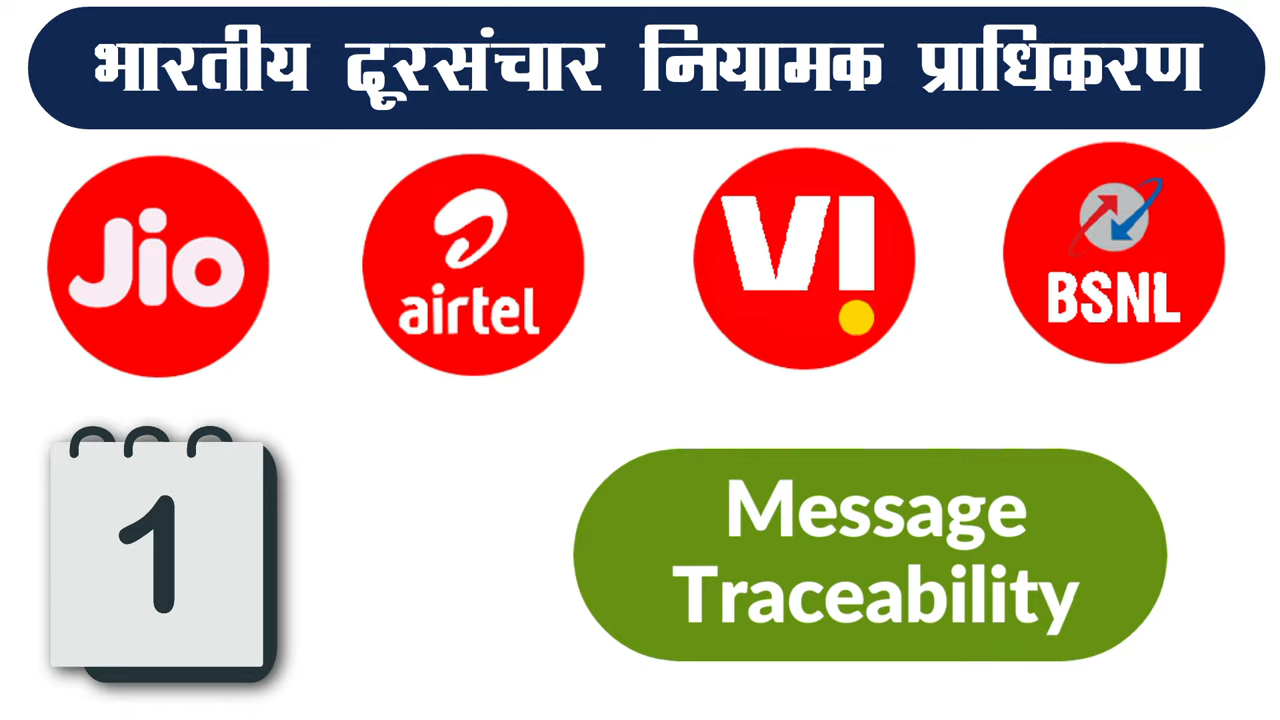 भारतीय दूरसंचार नियामक प्राधिकरण
Jio
airtel
VI
BSNL
1
Message
Traceability